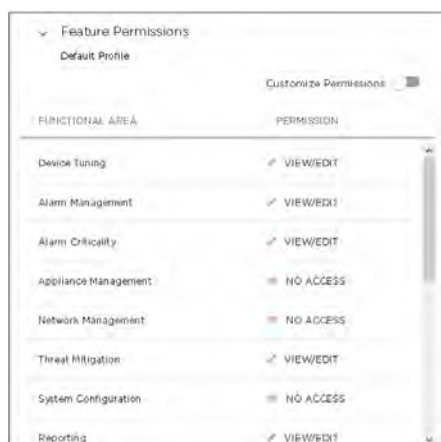 Feature Permissions
Default Profile
Customize Permissions
FUNCTIONAL AREA PERMISSION
Device Tuning VIEW/EDIT
Alarm Management VIEW/EDIT
Alarm Criticality VIEW/EDIT
Appliance Management NO ACCESS
Network Management NO ACCESS
Threat Mitigation VIEW/EDIT
System Configuration NO ACCESS
Reporting VIEW/EDIT